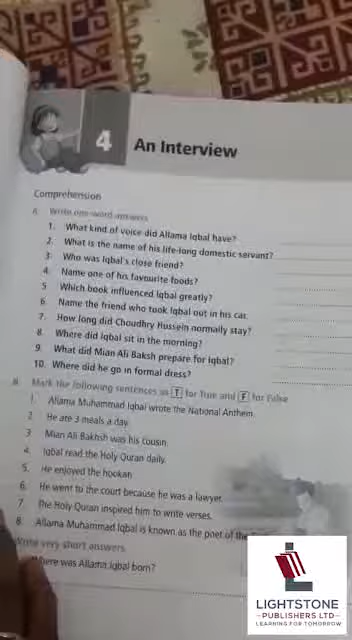 4 An Interview
Comprehension
A. Write one-word answers.
1. What kind of voice did Allama Iqbal have?
2. What is the name of his life-long domestic servant?
3. Who was Iqbal's close friend?
4. Name one of his favourite foods?
5 Which book influenced Iqbal greatly?
6. Name the friend who took Iqbal out in his car.
7. How long did Choudhry Hussein normally stay?
8. Where did Iqbal sit in the morning?
9. What did Mian Ali Baksh prepare for Iqbal?
10. Where did he go in formal dress?
B. Mark the following sentences as T for True and F for False
1. Allama Muhammad Iqbal wrote the National Anthem.
2. He ate 3 meals a day.
3 Mian Ali Bakhsh was his cousin.
4. Iqbal read the Holy Quran daily.
5. He enjoyed the hookah.
6. He went to the court because he was a lawyer.
7. The Holy Quran inspired him to write verses.
8. Allama Muhammad Iqbal is known as the poet of the
Write very short answers.
here was Allama Iqbal born?
LIGHTSTONE
PUBLISHERS LTD
LEARNING FOR TOMORROW